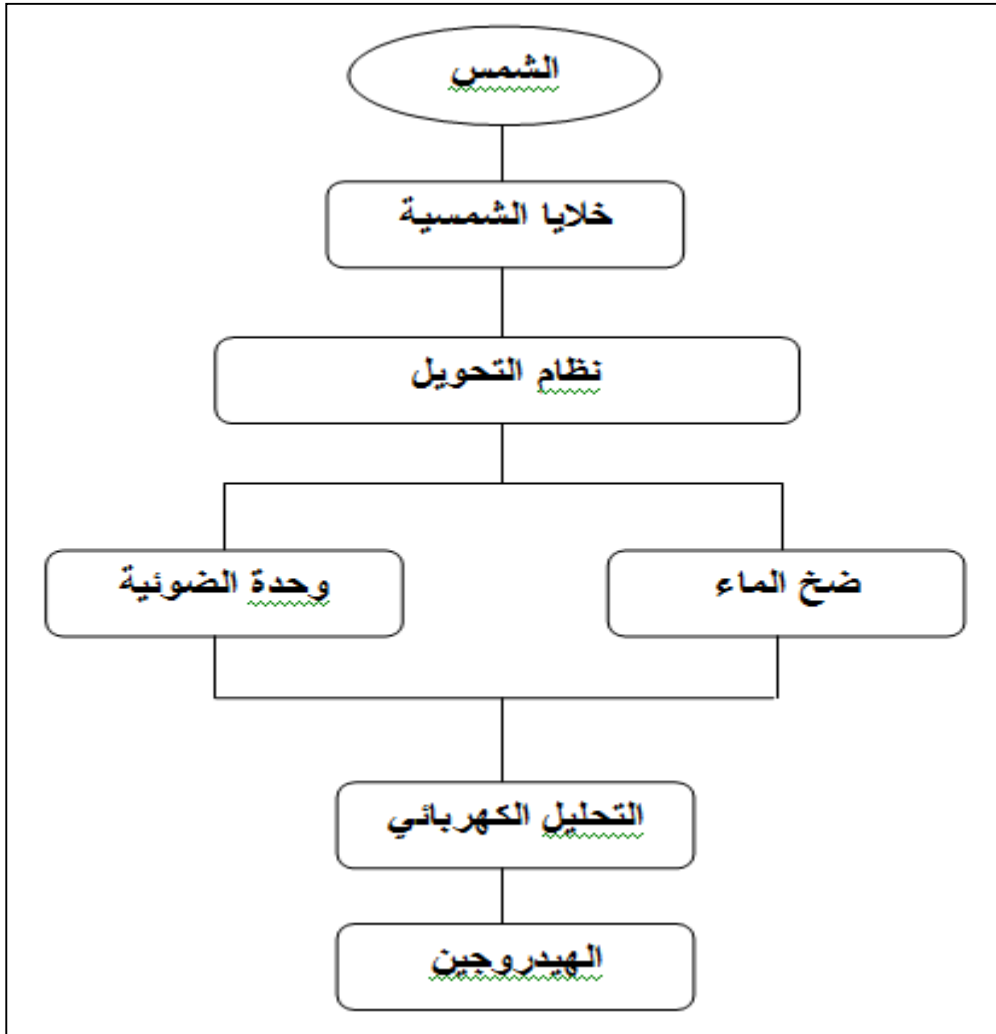 الشمس
خلايا الشمسية
نظام التحويل
ضخ الماء
وحدة الضوئية
التحليل الكهربائي
الهيدروجين